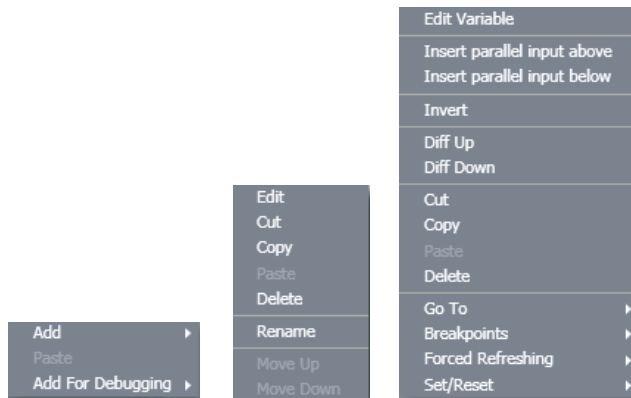 Add
Paste
Add For Debugging
Edit
Cut
Copy
Paste
Delete
Rename
Move Up
Move Down
Edit Variable
Insert parallel input above
Insert parallel input below
Invert
Diff Up
Diff Down
Cut
Copy
Paste
Delete
Go To
Breakpoints
Forced Refreshing
Set/Reset